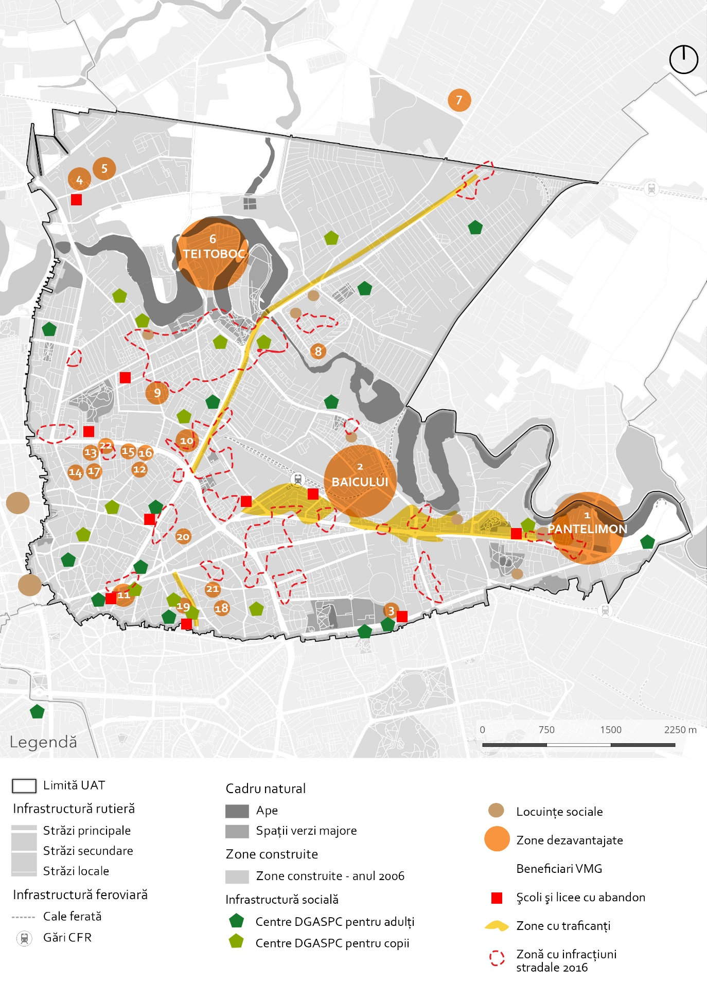 7
5
4
6
TEI TOBOC
8
9
10
22
13
15
16
14
17
12
2
BAICULUI
1
PANTELIMON
20
11
21
19
18
3
0 750 1500 2250 m
Legendă
Limită UAT
Infrastructură rutieră
Străzi principale
Străzi secundare
Străzi locale
Infrastructură feroviară
Cale ferată
Gări CFR
Cadru natural
Ape
Spații verzi majore
Zone construite
Zone construite - anul 2006
Infrastructură socială
Centre DGASPC pentru adulți
Centre DGASPC pentru copii
Locuințe sociale
Zone dezavantajate
Beneficiari VMG
Şcoli şi licee cu abandon
Zone cu traficanți
Zonă cu infracțiuni
stradale 2016